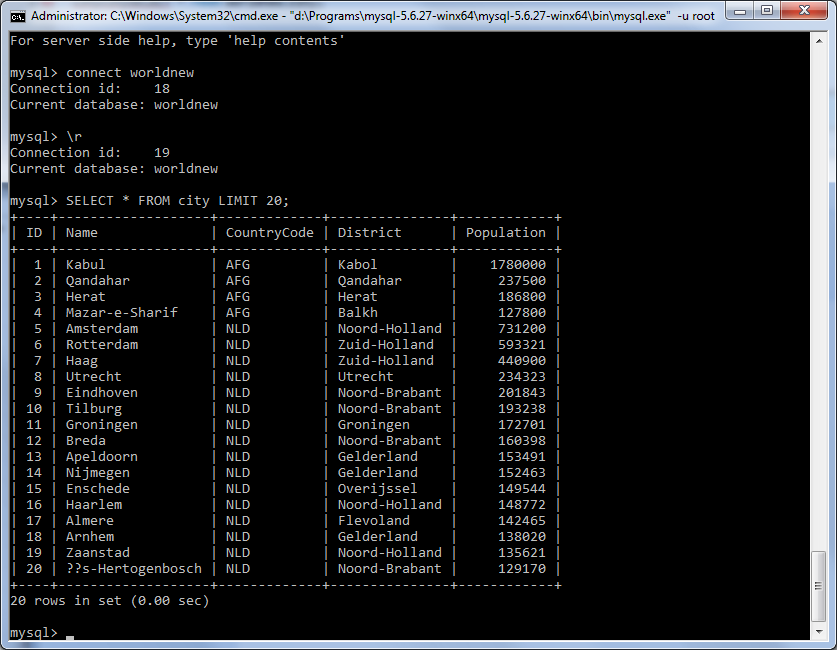 Administrator: C:\Windows\System32\cmd.exe - "d:\Programs\mysql-5.6.27-winx64\mysql-5.6.27-winx64\bin\mysql.exe" -u root
For server side help, type 'help contents'
mysql> connect worldnew
Connection id:    18
Current database: worldnew
mysql> \r
Connection id:    19
Current database: worldnew
mysql> SELECT * FROM city LIMIT 20;
+----+-------------------+-------------+---------------+------------+
| ID | Name              | CountryCode | District      | Population |
+----+-------------------+-------------+---------------+------------+
|  1 | Kabul             | AFG         | Kabol         |    1780000 |
|  2 | Qandahar          | AFG         | Qandahar      |     237500 |
|  3 | Herat             | AFG         | Herat         |     186800 |
|  4 | Mazar-e-Sharif    | AFG         | Balkh         |     127800 |
|  5 | Amsterdam         | NLD         | Noord-Holland |     731200 |
|  6 | Rotterdam         | NLD         | Zuid-Holland  |     593321 |
|  7 | Haag              | NLD         | Zuid-Holland  |     440900 |
|  8 | Utrecht           | NLD         | Utrecht       |     234323 |
|  9 | Eindhoven         | NLD         | Noord-Brabant |     201843 |
| 10 | Tilburg           | NLD         | Noord-Brabant |     193238 |
| 11 | Groningen         | NLD         | Groningen     |     172701 |
| 12 | Breda             | NLD         | Noord-Brabant |     160398 |
| 13 | Apeldoorn         | NLD         | Gelderland    |     153491 |
| 14 | Nijmegen          | NLD         | Gelderland    |     152463 |
| 15 | Enschede          | NLD         | Overijssel    |     149544 |
| 16 | Haarlem           | NLD         | Noord-Holland |     148772 |
| 17 | Almere            | NLD         | Flevoland     |     142465 |
| 18 | Arnhem            | NLD         | Gelderland    |     138020 |
| 19 | Zaanstad          | NLD         | Noord-Holland |     135621 |
| 20 | ??s-Hertogenbosch | NLD         | Noord-Brabant |     129170 |
+----+-------------------+-------------+---------------+------------+
20 rows in set (0.00 sec)
mysql> _